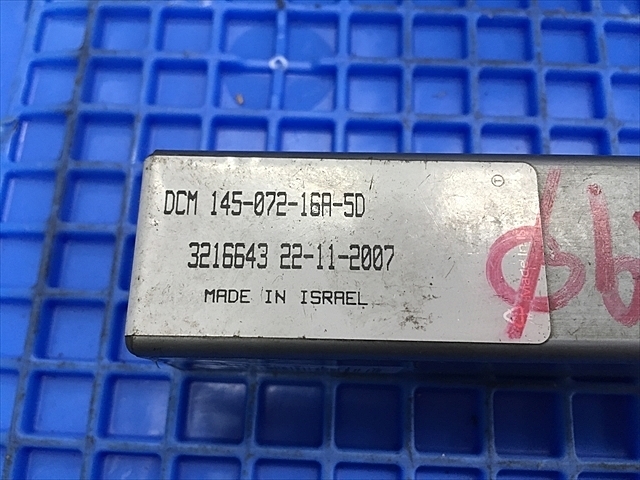 DCM 145-072-16A-5D
3216643 22-11-2007
MADE IN ISRAEL